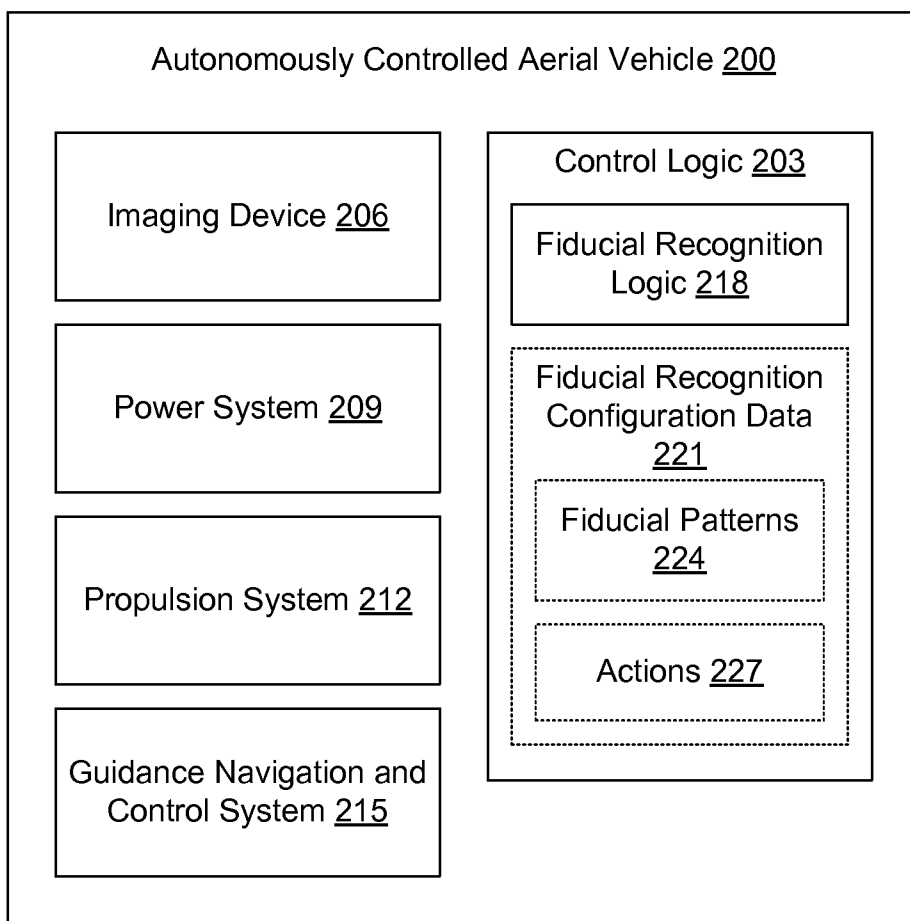 Autonomously Controlled Aerial Vehicle 200
Imaging Device 206
Power System 209
Propulsion System 212
Guidance Navigation and
Control System 215
Control Logic 203
Fiducial Recognition
Logic 218
Fiducial Recognition
Configuration Data
221
Fiducial Patterns
224
Actions 227